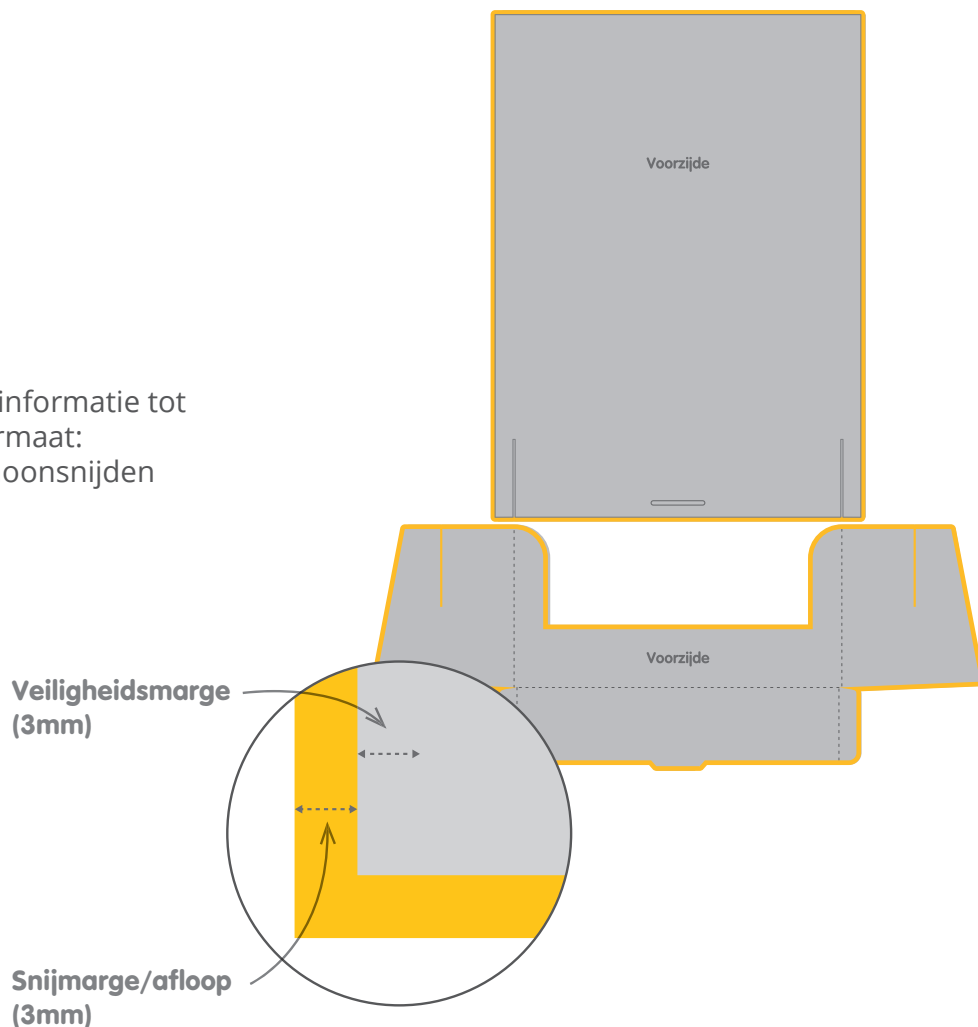 Voorzijde
informatie tot
rmaat:
oonsnijden
Voorzijde
Veiligheidsmarge
(3mm)
Snijmarge/afloop
(3mm)